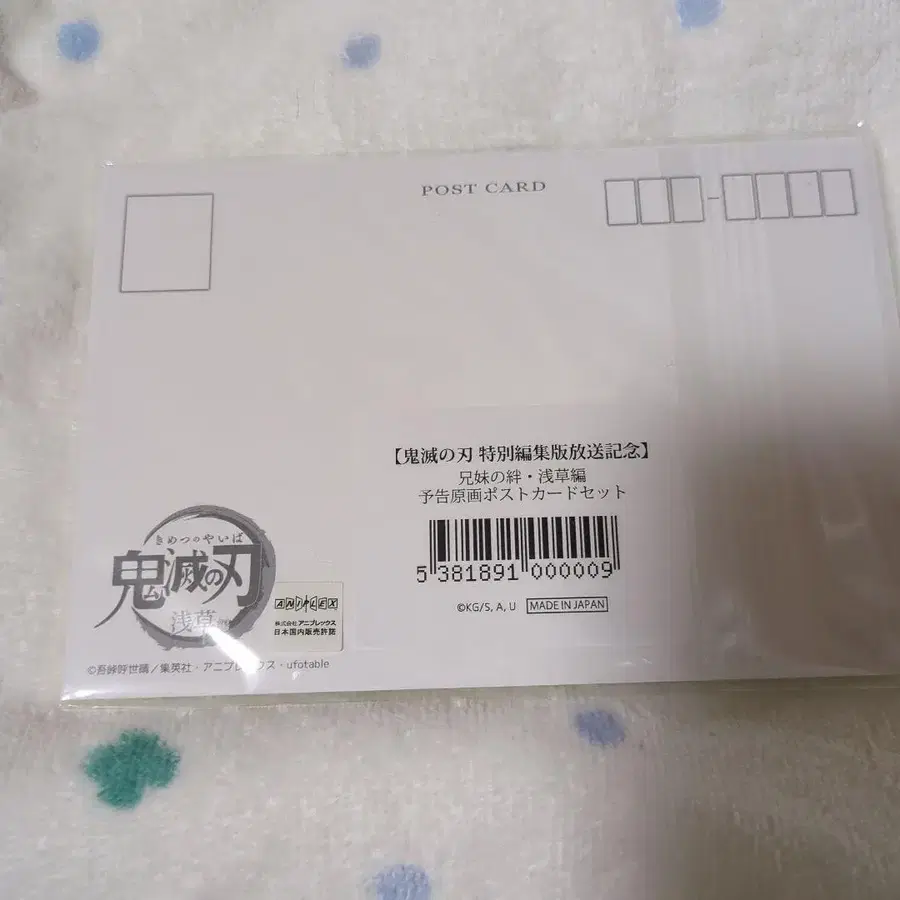 POST CARD
【鬼滅の刃 特別編集版放送記念】
兄妹の絆・浅草編
予告原画ポストカードセット
5 381891 000009
©KG/S, A, U MADE IN JAPAN
きめつのやいば
鬼滅の刃
浅草編
ANIPLEX
株式会社アニプレックス
日本国内販売許諾
©吾峠呼世晴／集英社・アニプレックス・ufotable